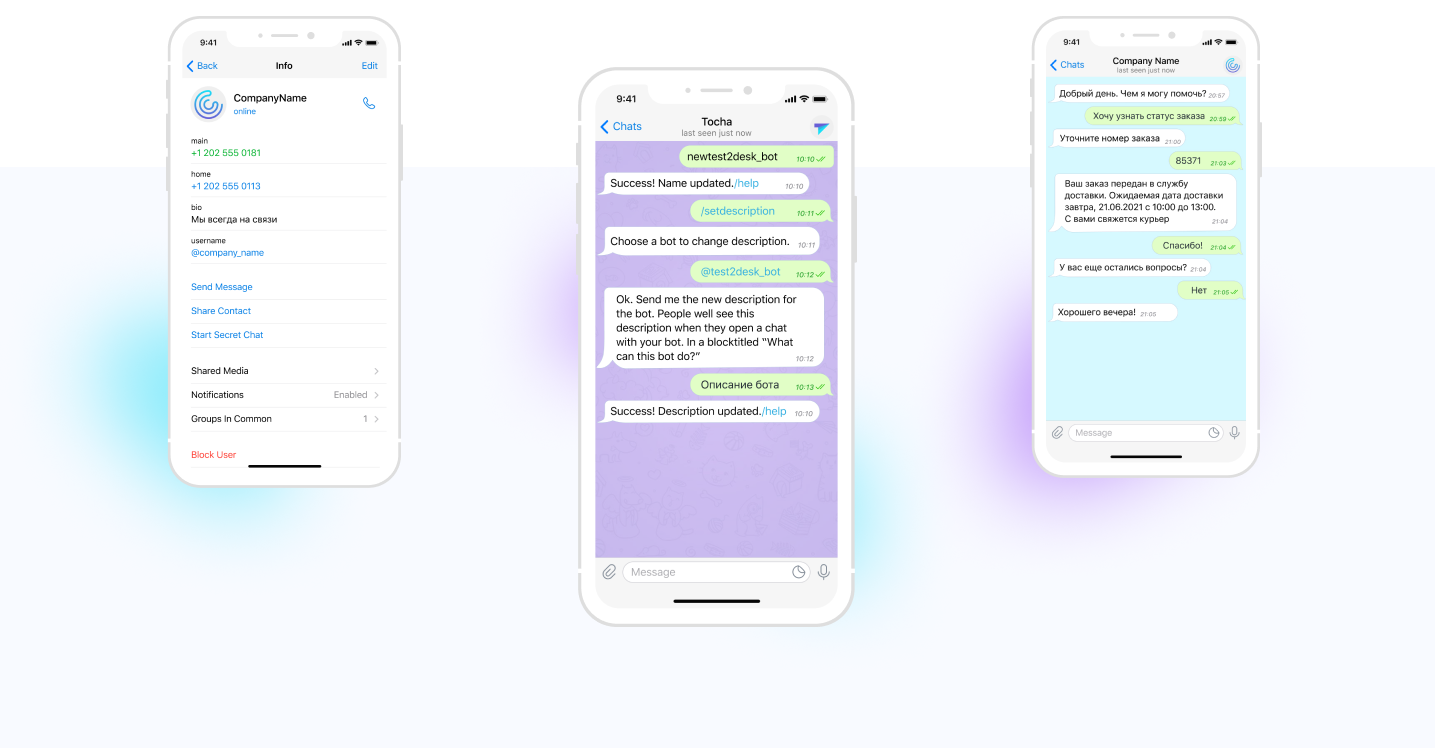 9:41
Back
Info
Edit
CompanyName
online
main
+1 202 555 0181
home
+1 202 555 0113
bio
Мы всегда на связи
username
@company_name
Send Message
Share Contact
Start Secret Chat
Shared Media
Notifications
Enabled
Groups In Common
1
Block User
9:41
Chats
Tocha
last seen just now
newtest2desk_bot 10:10
Success! Name updated./help 10:10
/setdescription 10:11
Choose a bot to change description. 10:11
@test2desk_bot 10:12
Ok. Send me the new description for
the bot. People well see this
description when they open a chat
with your bot. In a blocktitled “What
can this bot do?” 10:12
Описание бота 10:13
Success! Description updated./help 10:10
Message
9:41
Chats
Company Name
last seen just now
Добрый день. Чем я могу помочь? 20:57
Хочу узнать статус заказа 20:59
Уточните номер заказа 21:00
85371 21:03
Ваш заказ передан в службу
доставки. Ожидаемая дата доставки
завтра, 21.06.2021 с 10:00 до 13:00.
С вами свяжется курьер 21:04
Спасибо! 21:04
У вас еще остались вопросы? 21:04
Нет 21:05
Хорошего вечера! 21:05
Message